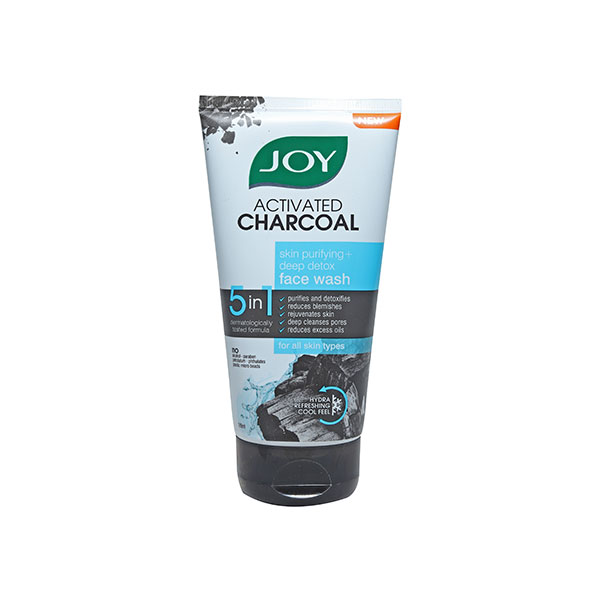 NEW
JOY
ACTIVATED
CHARCOAL
skin purifying +
deep detox
face wash
5 in 1
dermatologically
tested formula
purifies and detoxifies
reduces blemishes
rejuvenates skin
deep cleanses pores
reduces excess oils
for all skin types
no
HYDRA
REFRESHING
COOL FEEL